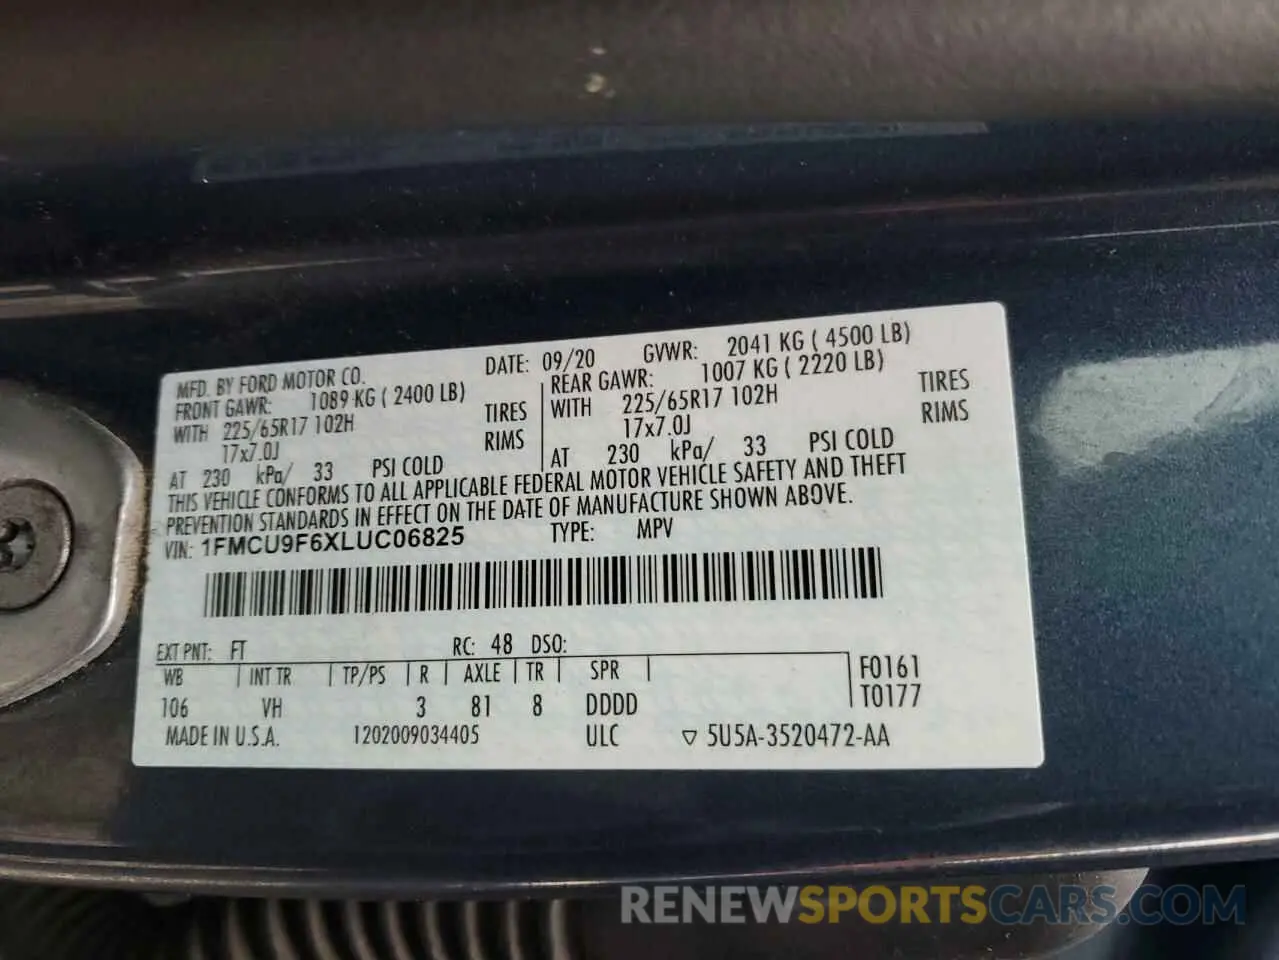 MFD. BY FORD MOTOR CO. DATE: 09/20 GVWR: 2041 KG ( 4500 LB)
FRONT GAWR: 1089 KG ( 2400 LB) REAR GAWR: 1007 KG ( 2220 LB)
WITH 225/65R17 102H TIRES WITH 225/65R17 102H TIRES
17x7.0J RIMS 17x7.0J RIMS
AT 230 kPa/ 33 PSI COLD AT 230 kPa/ 33 PSI COLD
THIS VEHICLE CONFORMS TO ALL APPLICABLE FEDERAL MOTOR VEHICLE SAFETY AND THEFT
PREVENTION STANDARDS IN EFFECT ON THE DATE OF MANUFACTURE SHOWN ABOVE.
VIN: 1FMCU9F6XLUC06825 TYPE: MPV
EXT PNT: FT RC: 48 DSO:
WB INT TR TP/PS R AXLE TR SPR F0161
106 VH 3 81 8 DDDD T0177
MADE IN U.S.A. 1202009034405 ULC ▽ 5U5A-3520472-AA
RENEWSPORTSCARS.COM